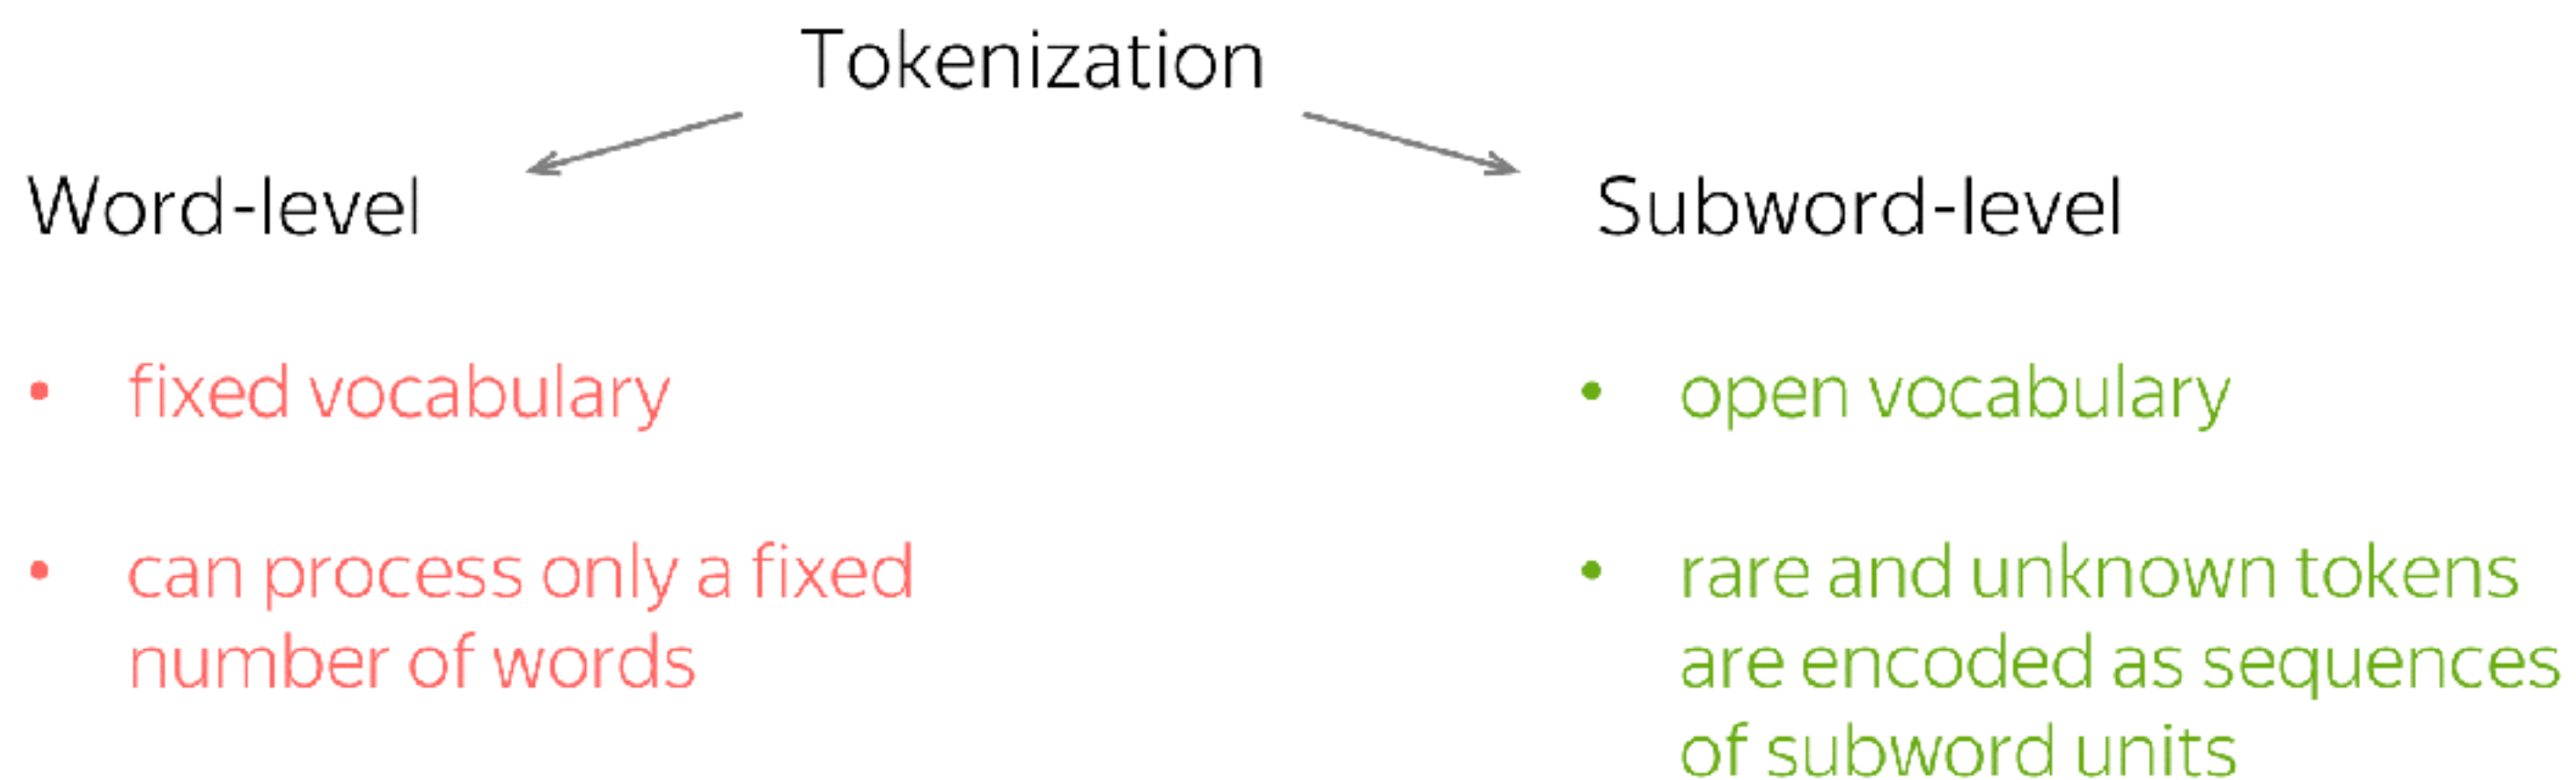 Tokenization
Word-level
• fixed vocabulary
• can process only a fixed
number of words
Subword-level
• open vocabulary
• rare and unknown tokens
are encoded as sequences
of subword units